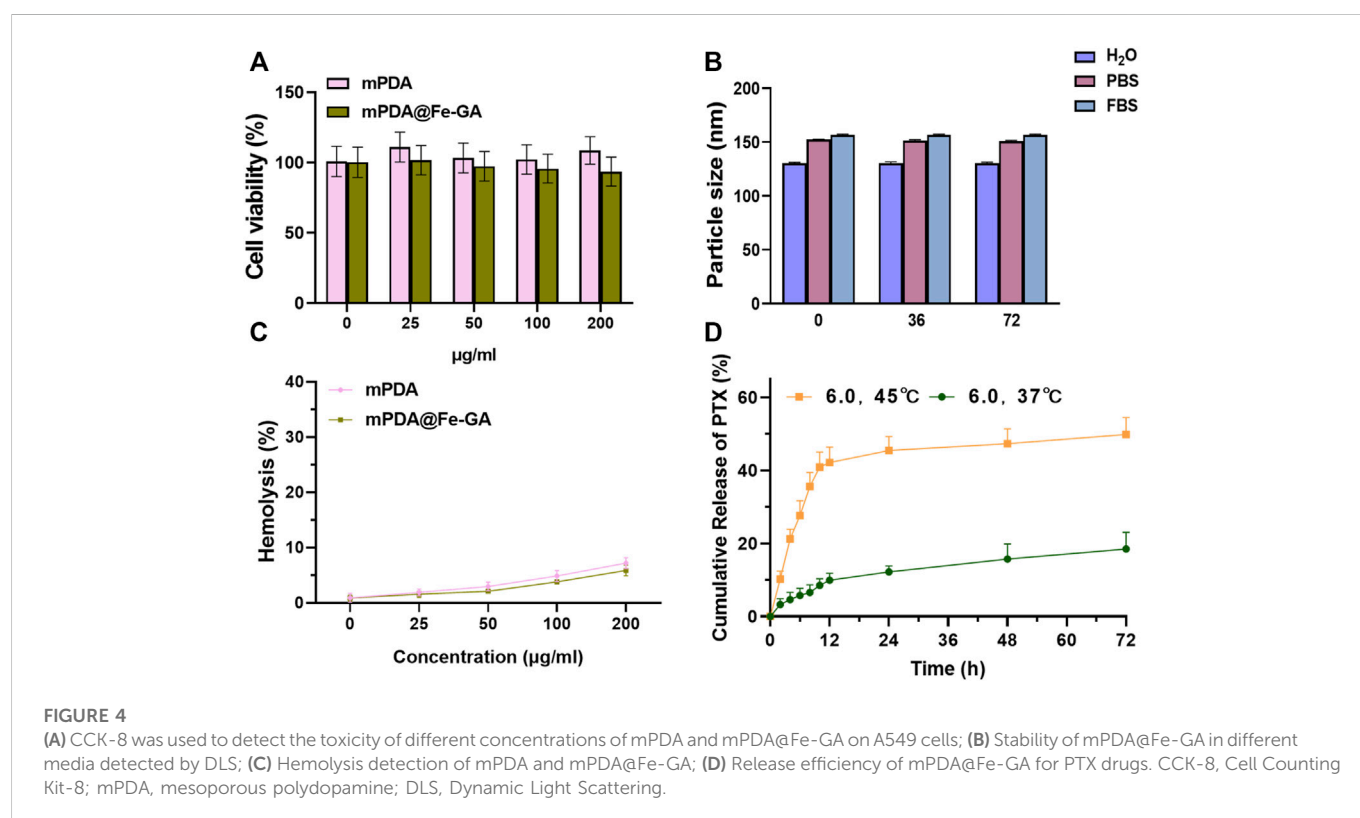 A
mPDA
mPDA@Fe-GA
Cell viability (%)
150
100
50
0
0 25 50 100 200
µg/ml
B
H₂O
PBS
FBS
Particle size (nm)
200
150
100
50
0
0 36 72
C
mPDA
mPDA@Fe-GA
Hemolysis (%)
40
30
20
10
0
0 25 50 100 200
Concentration (µg/ml)
D
6.0, 45℃ 6.0, 37℃
Cumulative Release of PTX (%)
60
40
20
0
0 12 24 36 48 60 72
Time (h)
FIGURE 4
(A) CCK-8 was used to detect the toxicity of different concentrations of mPDA and mPDA@Fe-GA on A549 cells; (B) Stability of mPDA@Fe-GA in different
media detected by DLS; (C) Hemolysis detection of mPDA and mPDA@Fe-GA; (D) Release efficiency of mPDA@Fe-GA for PTX drugs. CCK-8, Cell Counting
Kit-8; mPDA, mesoporous polydopamine; DLS, Dynamic Light Scattering.